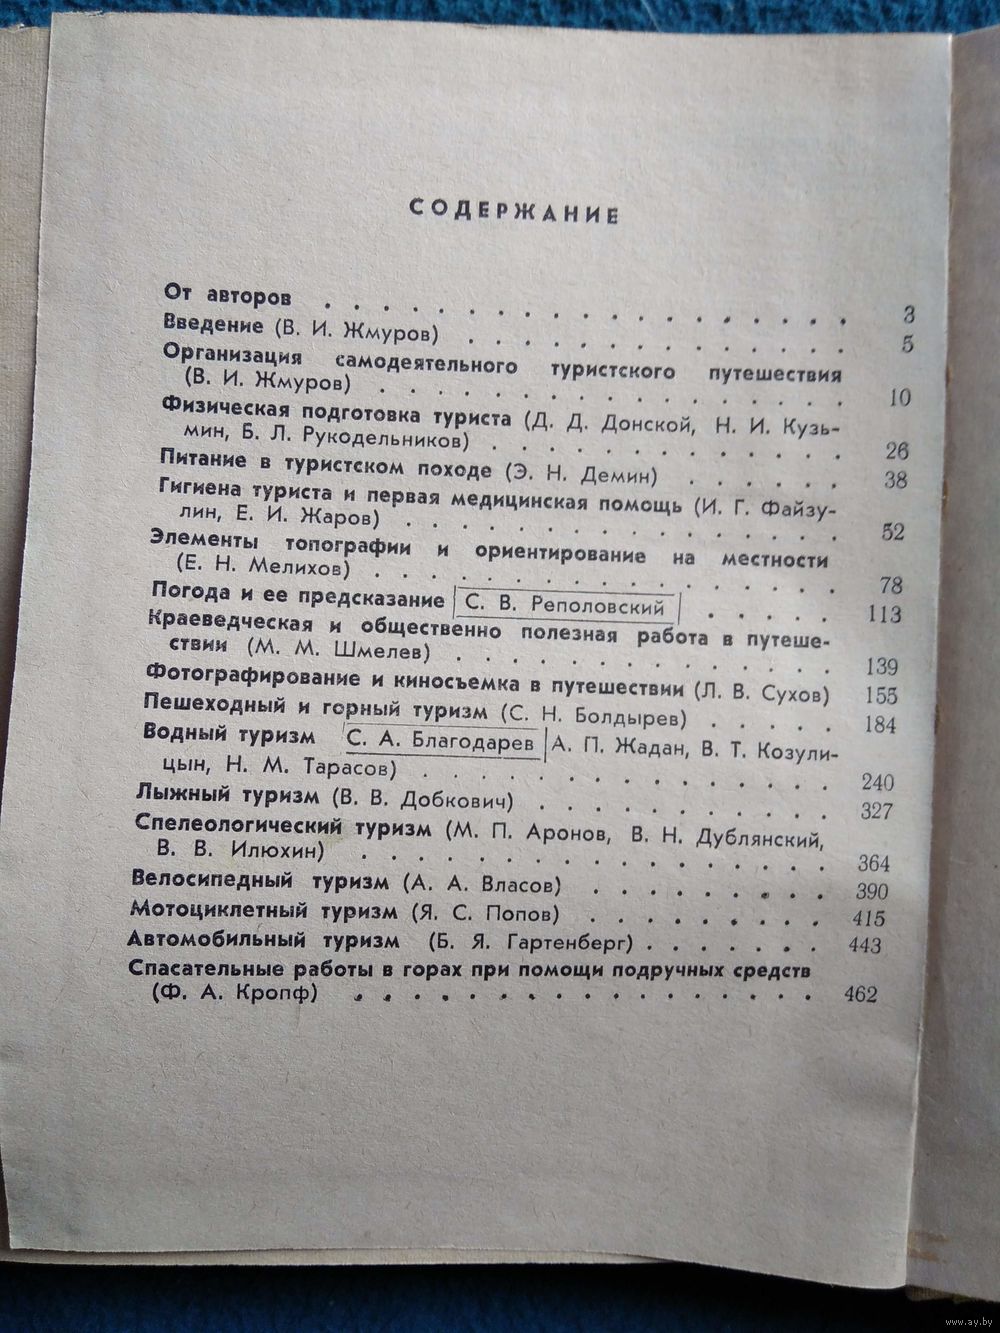 СОДЕРЖАНИЕ
От авторов . . . . . . . . . . . . . . . . . . . 3
Введение (В. И. Жмуров) . . . . . . . . . . . . . . 5
Организация самодеятельного туристского путешествия
(В. И. Жмуров) . . . . . . . . . . . . . . . . . 10
Физическая подготовка туриста (Д. Д. Донской, Н. И. Кузь-
мин, Б. Л. Рукодельников) . . . . . . . . . . . . . 26
Питание в туристском походе (Э. Н. Демин) . . . . . . 38
Гигиена туриста и первая медицинская помощь (И. Г. Файзу-
лин, Е. И. Жаров) . . . . . . . . . . . . . . . . 52
Элементы топографии и ориентирование на местности
(Е. Н. Мелихов) . . . . . . . . . . . . . . . . . 78
Погода и ее предсказание С. В. Реполовский . . . . . 113
Краеведческая и общественно полезная работа в путеше-
ствии (М. М. Шмелев) . . . . . . . . . . . . . . 139
Фотографирование и киносъемка в путешествии (Л. В. Сухов) 155
Пешеходный и горный туризм (С. Н. Болдырев) . . . . . 184
Водный туризм С. А. Благодарев А. П. Жадан, В. Т. Козули-
цын, Н. М. Тарасов) . . . . . . . . . . . . . . . 240
Лыжный туризм (В. В. Добкович) . . . . . . . . . . . 327
Спелеологический туризм (М. П. Аронов, В. Н. Дублянский,
В. В. Илюхин) . . . . . . . . . . . . . . . . . 364
Велосипедный туризм (А. А. Власов) . . . . . . . . . 390
Мотоциклетный туризм (Я. С. Попов) . . . . . . . . . 415
Автомобильный туризм (Б. Я. Гартенберг) . . . . . . . 443
Спасательные работы в горах при помощи подручных средств
(Ф. А. Кропф) . . . . . . . . . . . . . . . . . 462
www.ay.by